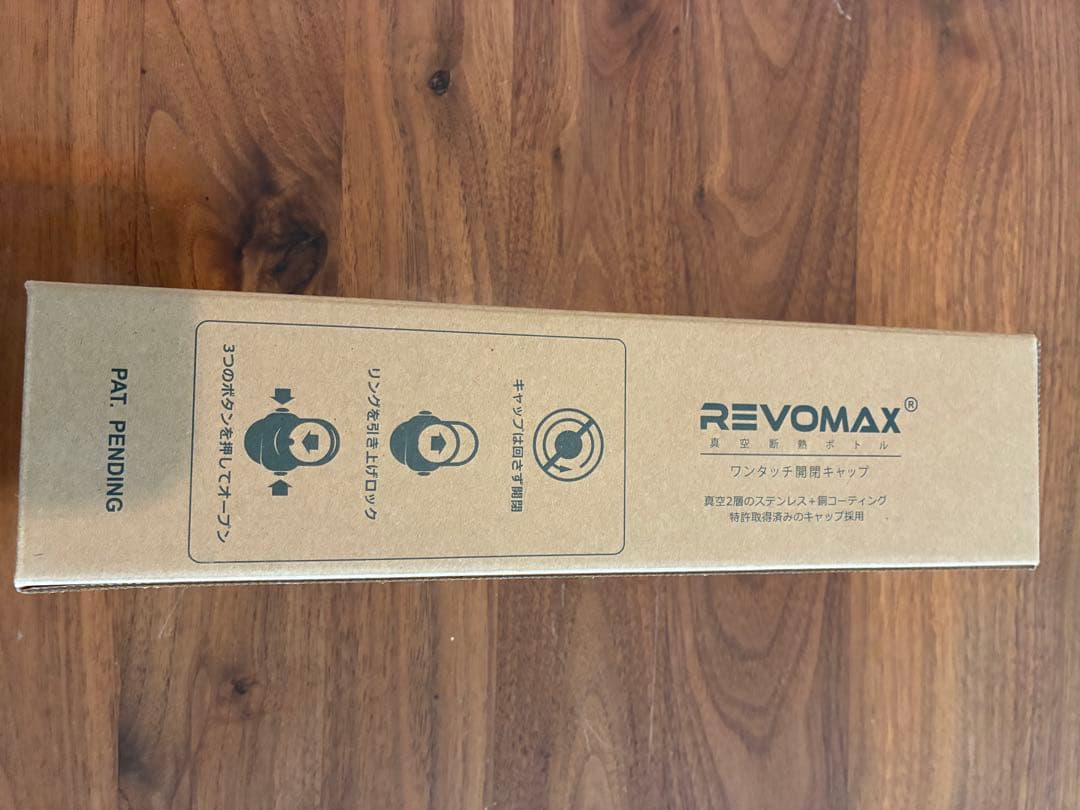 REVOMAX®
真空断熱ボトル
ワンタッチ開閉キャップ
真空2層のステンレス+銅コーティング
特許取得済みのキャップ採用
キャップは回さず開閉
リングを引き上げロック
3つのボタンを押してオープン
PAT. PENDING